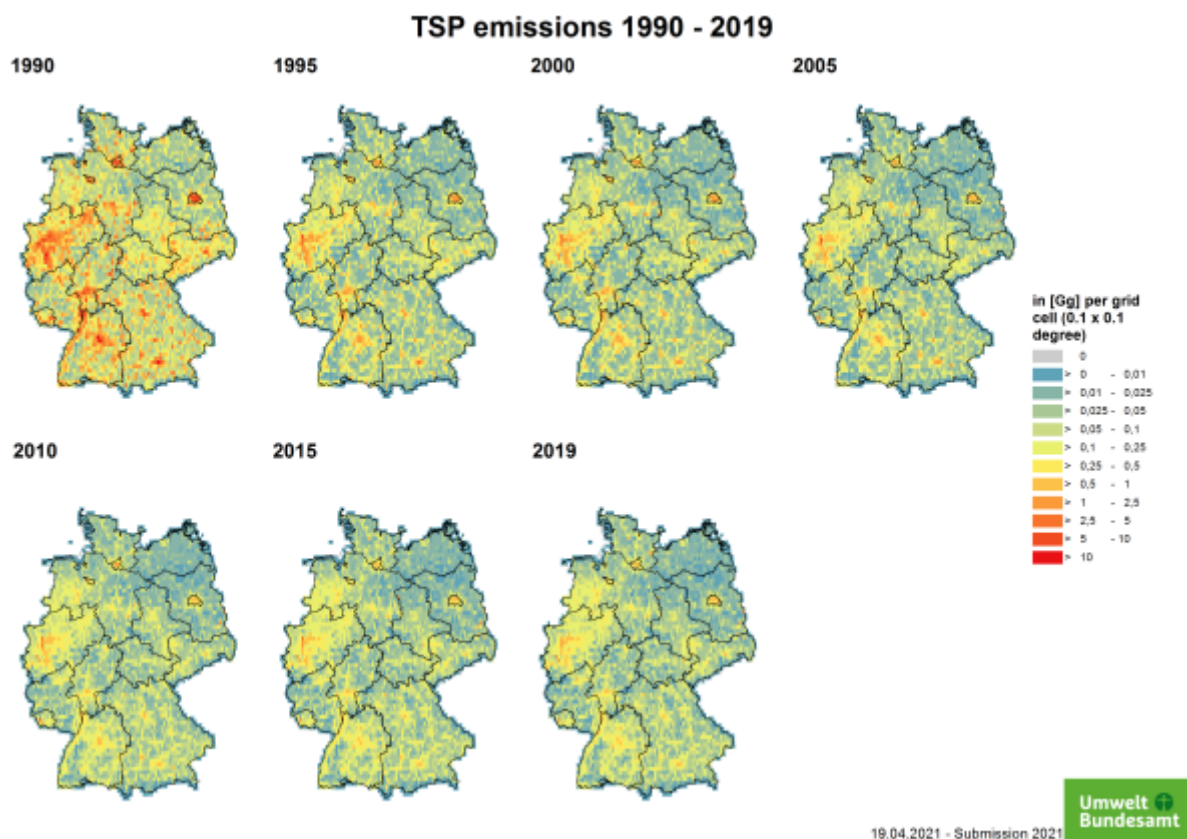 TSP emissions 1990 - 2019
1990
1995
2000
2005
in [Gg] per grid
cell (0.1 x 0.1
degree)
0
> 0 - 0,01
> 0,01 - 0,025
> 0,025 - 0,05
> 0,05 - 0,1
> 0,1 - 0,25
> 0,25 - 0,5
> 0,5 - 1
> 1 - 2,5
> 2,5 - 5
> 5 - 10
> 10
2010
2015
2019
Umwelt
Bundesamt
19.04.2021 - Submission 2021